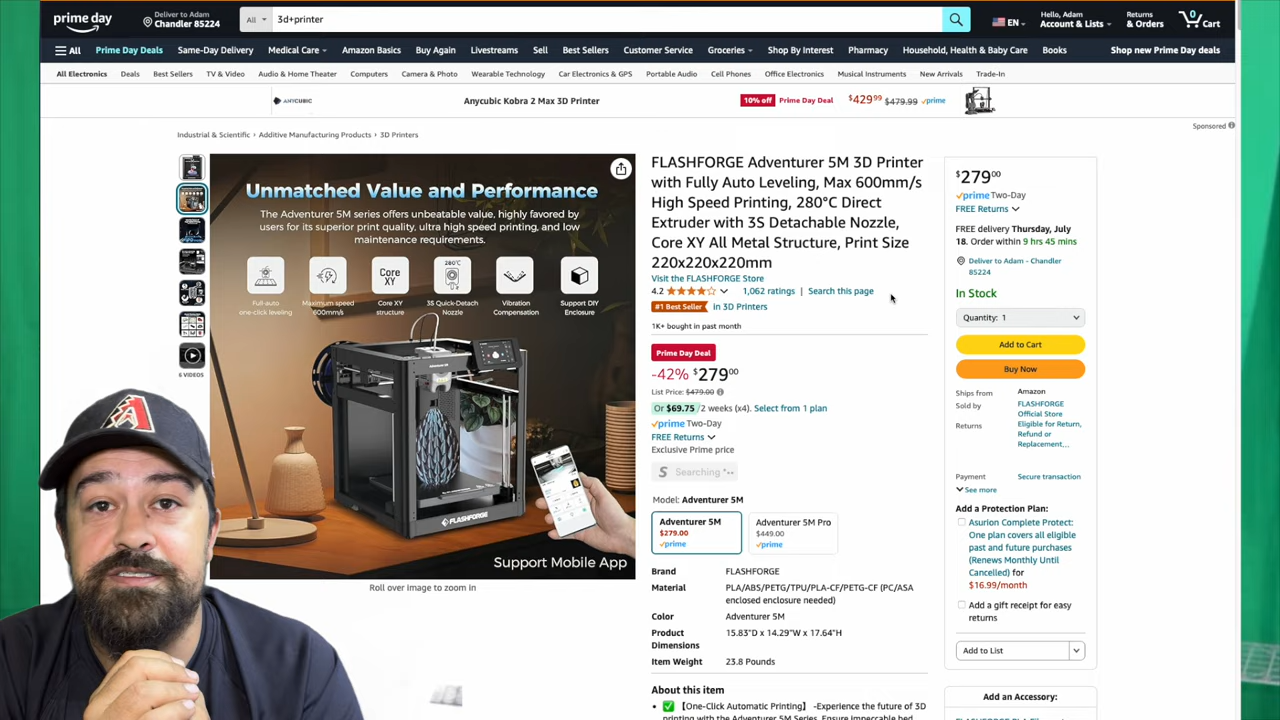 prime day
Deliver to Adam
Chandler 85224
All
3d+printer
EN
Hello, Adam
Account & Lists
Returns
& Orders
0
Cart
All
Prime Day Deals
Same-Day Delivery
Medical Care
Amazon Basics
Buy Again
Livestreams
Sell
Best Sellers
Customer Service
Groceries
Shop By Interest
Pharmacy
Household, Health & Baby Care
Books
Shop new Prime Day deals
All Electronics
Deals
Best Sellers
TV & Video
Audio & Home Theater
Computers
Camera & Photo
Wearable Technology
Car Electronics & GPS
Portable Audio
Cell Phones
Office Electronics
Musical Instruments
New Arrivals
Trade-In
ANYCUBIC
Anycubic Kobra 2 Max 3D Printer
10% off
Prime Day Deal
$429.99
$479.99
prime
Sponsored
Industrial & Scientific › Additive Manufacturing Products › 3D Printers
6 VIDEOS
Unmatched Value and Performance
The Adventurer 5M series offers unbeatable value, highly favored by
users for its superior print quality, ultra high speed printing, and low
maintenance requirements.
Core
XY
280°C
Full-auto
one-click leveling
Maximum speed
600mm/s
Core XY
structure
3S Quick-Detach
Nozzle
Vibration
Compensation
Support DIY
Enclosure
FLASHFORGE
Support Mobile App
Roll over image to zoom in
FLASHFORGE Adventurer 5M 3D Printer
with Fully Auto Leveling, Max 600mm/s
High Speed Printing, 280°C Direct
Extruder with 3S Detachable Nozzle,
Core XY All Metal Structure, Print Size
220x220x220mm
Visit the FLASHFORGE Store
4.2
1,062 ratings | Search this page
#1 Best Seller in 3D Printers
1K+ bought in past month
Prime Day Deal
-42% $279.00
List Price: $479.00
Or $69.75 /2 weeks (x4). Select from 1 plan
prime Two-Day
FREE Returns
Exclusive Prime price
S Searching
Model: Adventurer 5M
Adventurer 5M
$279.00
prime
Adventurer 5M Pro
$449.00
prime
Brand FLASHFORGE
Material PLA/ABS/PETG/TPU/PLA-CF/PETG-CF (PC/ASA
enclosed enclosure needed)
Color Adventurer 5M
Product
Dimensions
15.83"D x 14.29"W x 17.64"H
Item Weight 23.8 Pounds
About this item
• ✅【One-Click Automatic Printing】 -Experience the future of 3D
printing with the Adventurer 5M Series. Ensure impeccable bed
$279.00
prime Two-Day
FREE Returns
FREE delivery Thursday, July
18. Order within 9 hrs 45 mins
Deliver to Adam - Chandler
85224
In Stock
Quantity: 1
Add to Cart
Buy Now
Ships from Amazon
Sold by FLASHFORGE
Official Store
Returns Eligible for Return,
Refund or
Replacement...
Payment Secure transaction
See more
Add a Protection Plan:
Asurion Complete Protect:
One plan covers all eligible
past and future purchases
(Renews Monthly Until
Cancelled) for
$16.99/month
Add a gift receipt for easy
returns
Add to List
Add an Accessory: